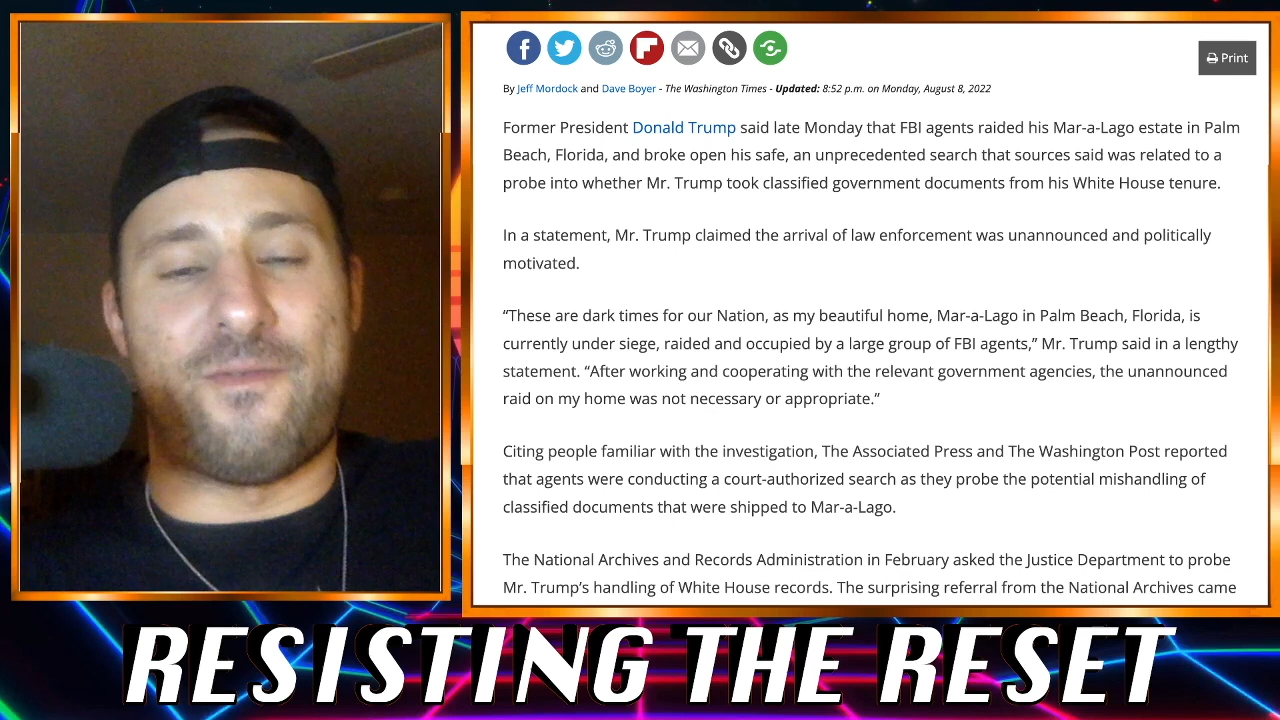 Print
By Jeff Mordock and Dave Boyer - The Washington Times - Updated: 8:52 p.m. on Monday, August 8, 2022
Former President Donald Trump said late Monday that FBI agents raided his Mar-a-Lago estate in Palm
Beach, Florida, and broke open his safe, an unprecedented search that sources said was related to a
probe into whether Mr. Trump took classified government documents from his White House tenure.
In a statement, Mr. Trump claimed the arrival of law enforcement was unannounced and politically
motivated.
“These are dark times for our Nation, as my beautiful home, Mar-a-Lago in Palm Beach, Florida, is
currently under siege, raided and occupied by a large group of FBI agents,” Mr. Trump said in a lengthy
statement. “After working and cooperating with the relevant government agencies, the unannounced
raid on my home was not necessary or appropriate.”
Citing people familiar with the investigation, The Associated Press and The Washington Post reported
that agents were conducting a court-authorized search as they probe the potential mishandling of
classified documents that were shipped to Mar-a-Lago.
The National Archives and Records Administration in February asked the Justice Department to probe
Mr. Trump’s handling of White House records. The surprising referral from the National Archives came
RESISTING THE RESET